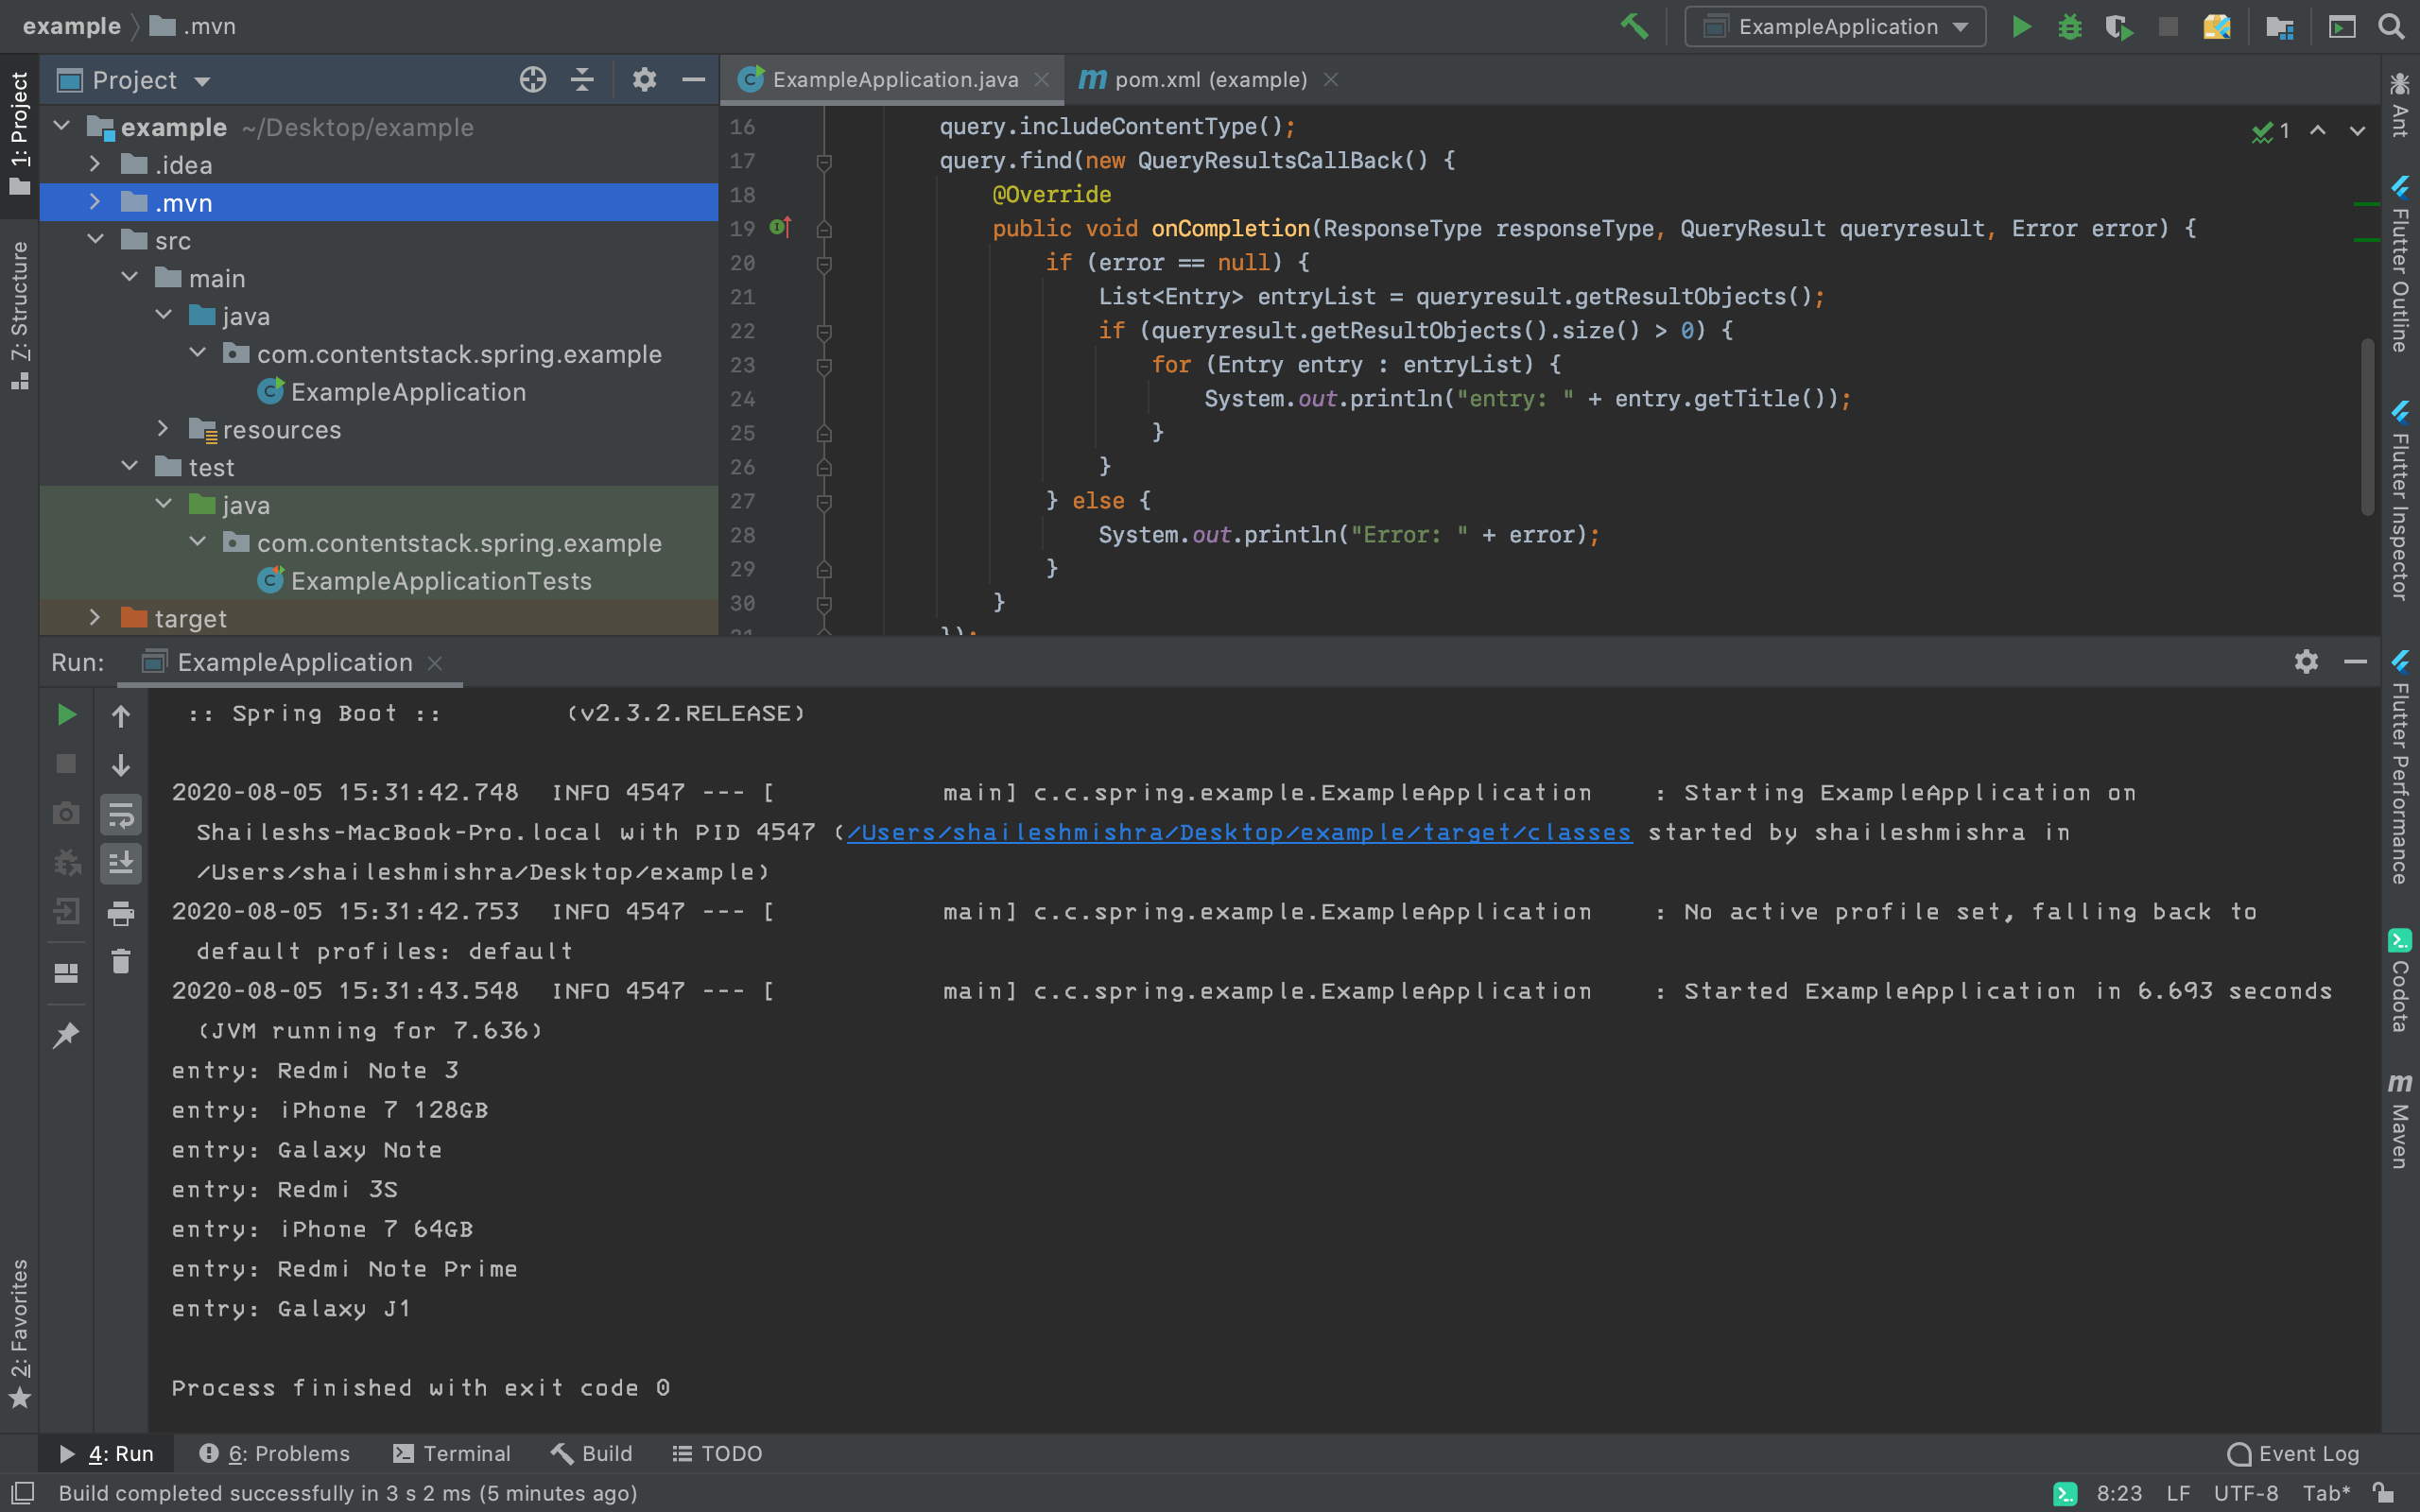 example .mvn
ExampleApplication
1: Project
7: Structure
2: Favorites
Project
example ~/Desktop/example
.idea
.mvn
src
main
java
com.contentstack.spring.example
ExampleApplication
resources
test
java
com.contentstack.spring.example
ExampleApplicationTests
target
ExampleApplication.java
pom.xml (example)
1
16 query.includeContentType();
17 query.find(new QueryResultsCallBack() {
18 @Override
19 public void onCompletion(ResponseType responseType, QueryResult queryresult, Error error) {
20 if (error == null) {
21 List<Entry> entryList = queryresult.getResultObjects();
22 if (queryresult.getResultObjects().size() > 0) {
23 for (Entry entry : entryList) {
24 System.out.println("entry: " + entry.getTitle());
25 }
26 }
27 } else {
28 System.out.println("Error: " + error);
29 }
30 }
31 });
Ant
Flutter Outline
Flutter Inspector
Flutter Performance
Codota
Maven
Run: ExampleApplication
:: Spring Boot :: (v2.3.2.RELEASE)
2020-08-05 15:31:42.748 INFO 4547 --- [ main] c.c.spring.example.ExampleApplication : Starting ExampleApplication on
Shaileshs-MacBook-Pro.local with PID 4547 (/Users/shaileshmishra/Desktop/example/target/classes started by shaileshmishra in
/Users/shaileshmishra/Desktop/example)
2020-08-05 15:31:42.753 INFO 4547 --- [ main] c.c.spring.example.ExampleApplication : No active profile set, falling back to
default profiles: default
2020-08-05 15:31:43.548 INFO 4547 --- [ main] c.c.spring.example.ExampleApplication : Started ExampleApplication in 6.693 seconds
(JVM running for 7.636)
entry: Redmi Note 3
entry: iPhone 7 128GB
entry: Galaxy Note
entry: Redmi 3S
entry: iPhone 7 64GB
entry: Redmi Note Prime
entry: Galaxy J1
Process finished with exit code 0
4: Run
6: Problems
Terminal
Build
TODO
Event Log
Build completed successfully in 3 s 2 ms (5 minutes ago)
8:23 LF UTF-8 Tab*